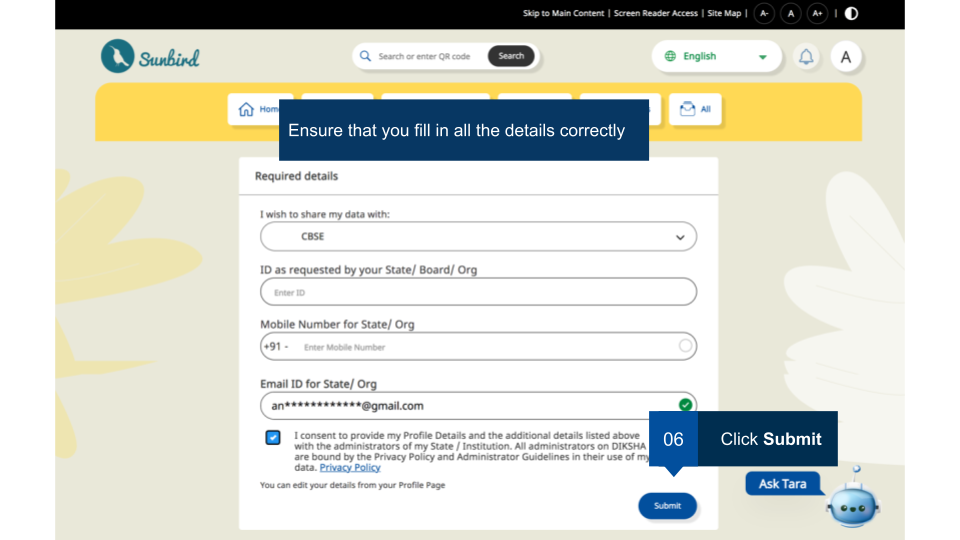 Skip to Main Content | Screen Reader Access | Site Map | A- A A+ |
Sunbird
Search or enter QR code
Search
English
A
Home
All
Ensure that you fill in all the details correctly
Required details
I wish to share my data with:
CBSE
ID as requested by your State/ Board/ Org
Enter ID
Mobile Number for State/ Org
+91 - Enter Mobile Number
Email ID for State/ Org
an************@gmail.com
I consent to provide my Profile Details and the additional details listed above
with the administrators of my State / Institution. All administrators on DIKSHA
are bound by the Privacy Policy and Administrator Guidelines in their use of my
data. Privacy Policy
06 Click Submit
You can edit your details from your Profile Page
Submit
Ask Tara